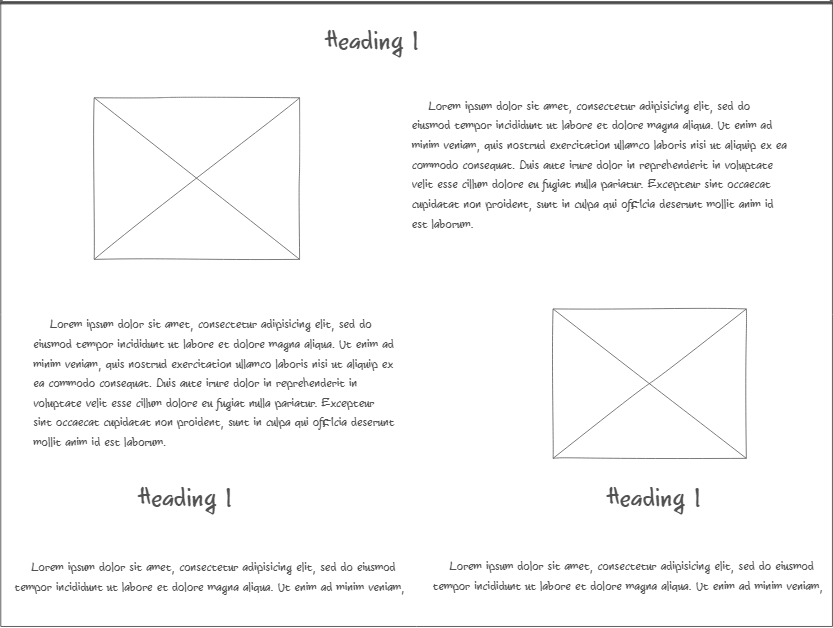 Heading 1
Lorem ipsum dolor sit amet, consectetur adipisicing elit, sed do
eiusmod tempor incididunt ut labore et dolore magna aliqua. Ut enim ad
minim veniam, quis nostrud exercitation ullamco laboris nisi ut aliquip ex ea
commodo consequat. Duis aute irure dolor in reprehenderit in voluptate
velit esse cillum dolore eu fugiat nulla pariatur. Excepteur sint occaecat
cupidatat non proident, sunt in culpa qui officia deserunt mollit anim id
est laborum.
Lorem ipsum dolor sit amet, consectetur adipisicing elit, sed do
eiusmod tempor incididunt ut labore et dolore magna aliqua. Ut enim ad
minim veniam, quis nostrud exercitation ullamco laboris nisi ut aliquip ex
ea commodo consequat. Duis aute irure dolor in reprehenderit in
voluptate velit esse cillum dolore eu fugiat nulla pariatur. Excepteur
sint occaecat cupidatat non proident, sunt in culpa qui officia deserunt
mollit anim id est laborum.
Heading 1
Lorem ipsum dolor sit amet, consectetur adipisicing elit, sed do eiusmod
tempor incididunt ut labore et dolore magna aliqua. Ut enim ad minim veniam,
Heading 1
Lorem ipsum dolor sit amet, consectetur adipisicing elit, sed do eiusmod
tempor incididunt ut labore et dolore magna aliqua. Ut enim ad minim veniam,